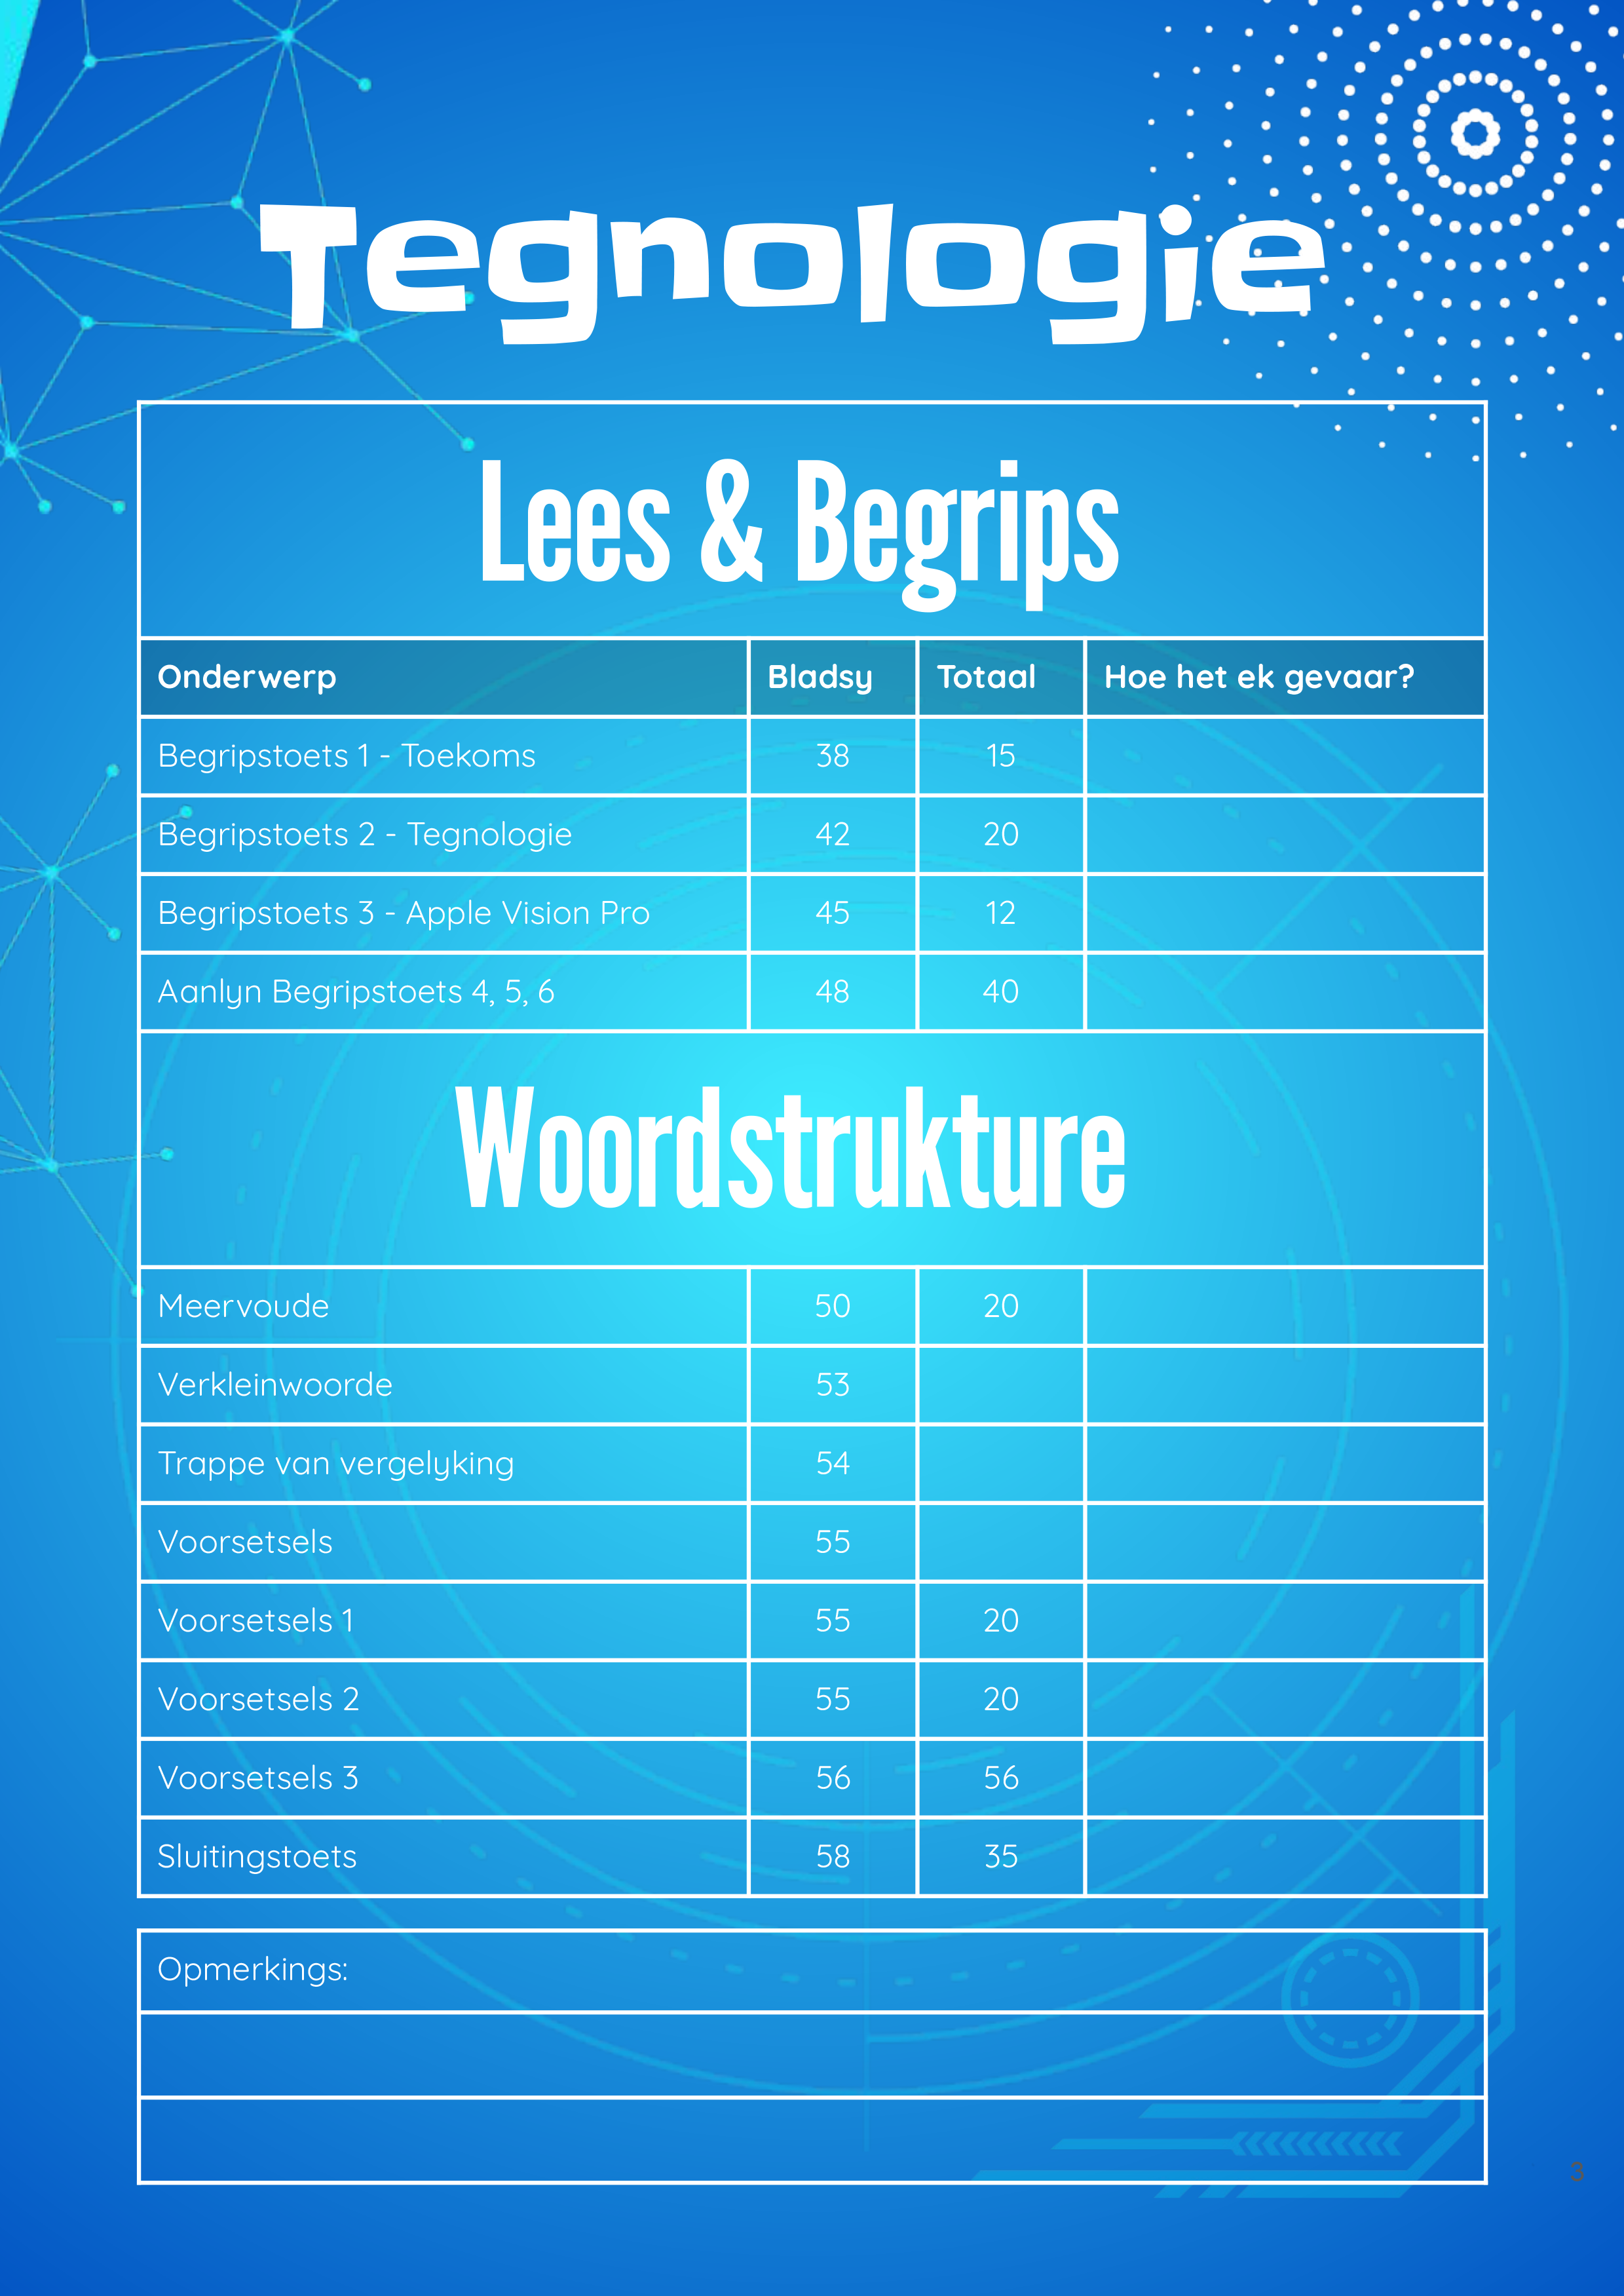 Tegnologie
Lees & Begrips
Onderwerp Bladsy Totaal Hoe het ek gevaar?
Begripstoets 1 - Toekoms 38 15
Begripstoets 2 - Tegnologie 42 20
Begripstoets 3 - Apple Vision Pro 45 12
Aanlyn Begripstoets 4, 5, 6 48 40
Woordstrukture
Meervoude 50 20
Verkleinwoorde 53
Trappe van vergelyking 54
Voorsetsels 55
Voorsetsels 1 55 20
Voorsetsels 2 55 20
Voorsetsels 3 56 56
Sluitingstoets 58 35
Opmerkings:
3